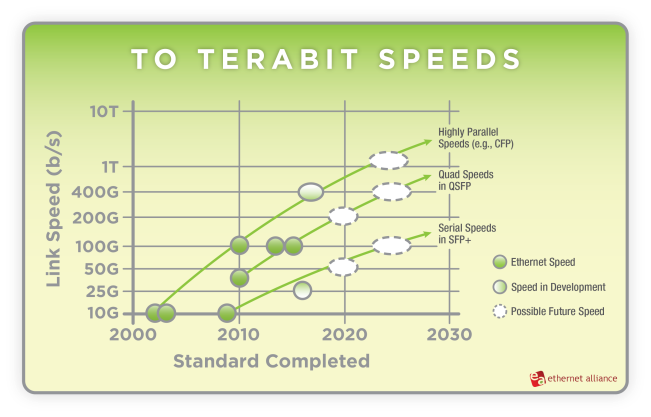 TO TERABIT SPEEDS
Link Speed (b/s)
10T
1T
400G
200G
100G
50G
25G
10G
2000
2010
2020
2030
Standard Completed
Highly Parallel
Speeds (e.g., CFP)
Quad Speeds
in QSFP
Serial Speeds
in SFP+
Ethernet Speed
Speed in Development
Possible Future Speed
ea ethernet alliance